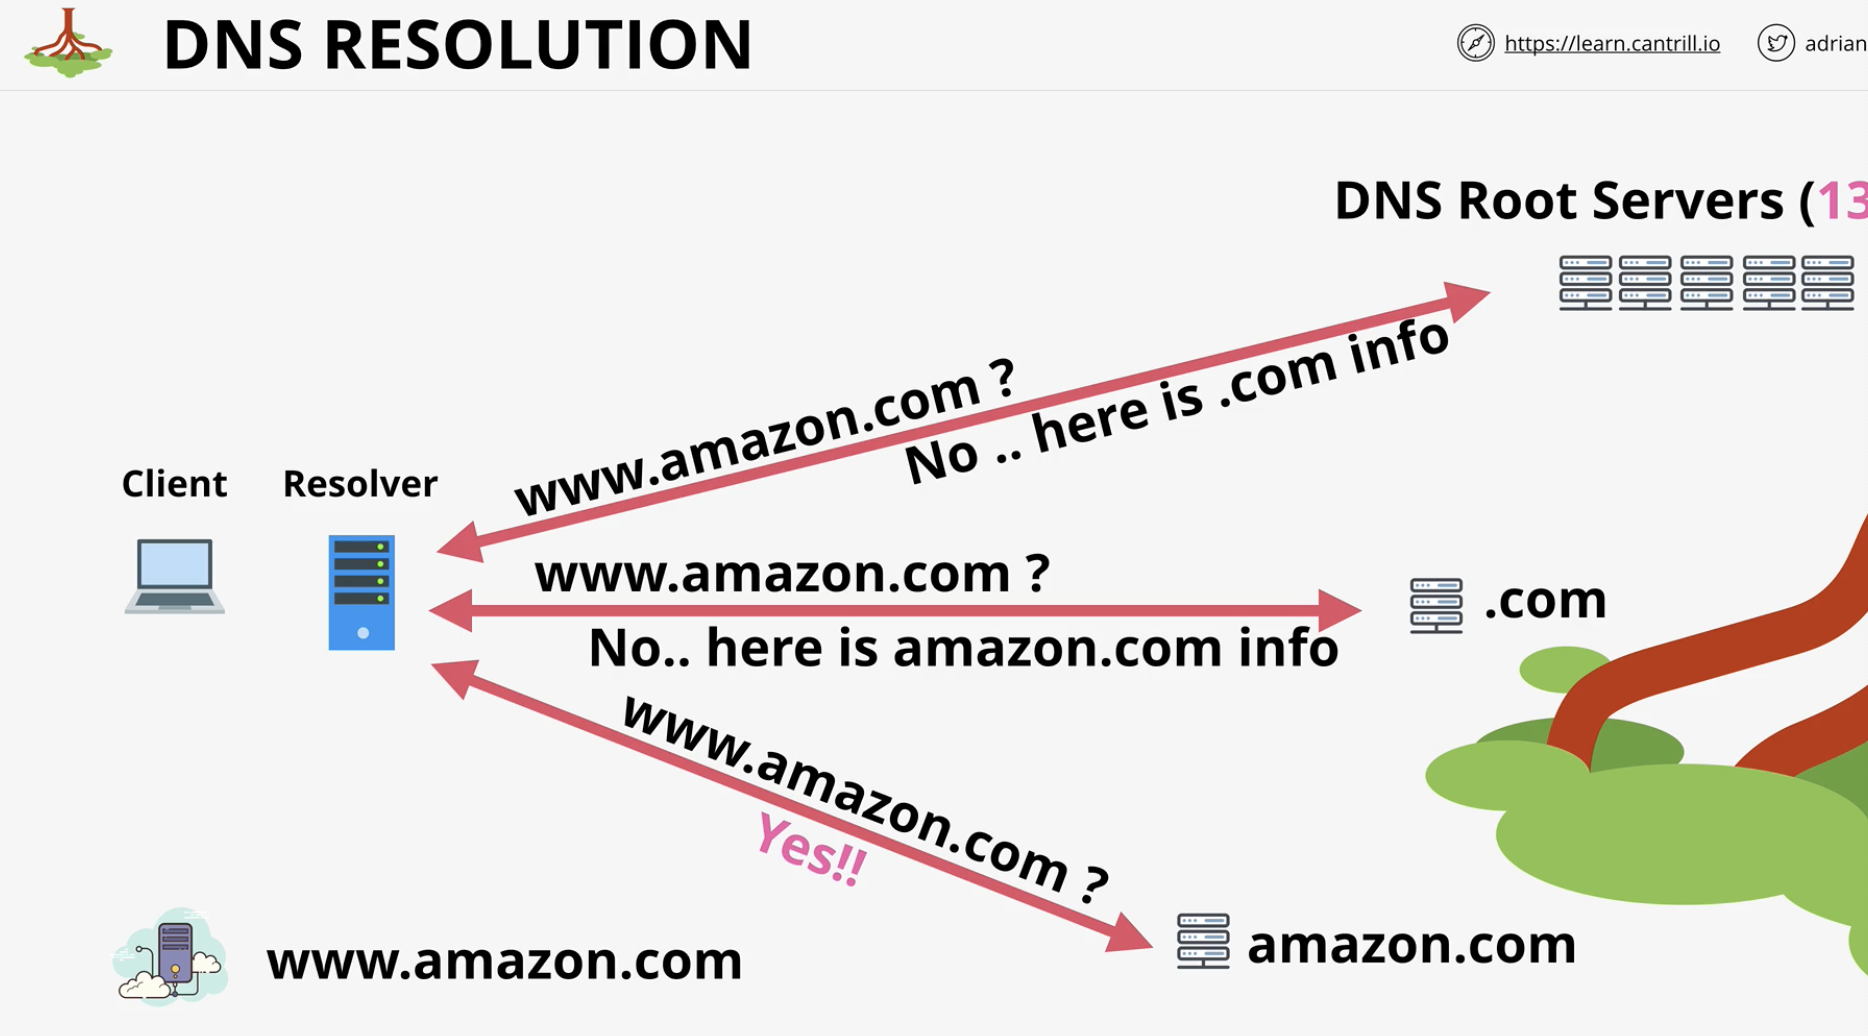 DNS RESOLUTION
https://learn.cantrill.io
adrian
DNS Root Servers (13
www.amazon.com ?
No .. here is .com info
Client
Resolver
www.amazon.com ?
.com
No.. here is amazon.com info
www.amazon.com ?
Yes!!
amazon.com
www.amazon.com